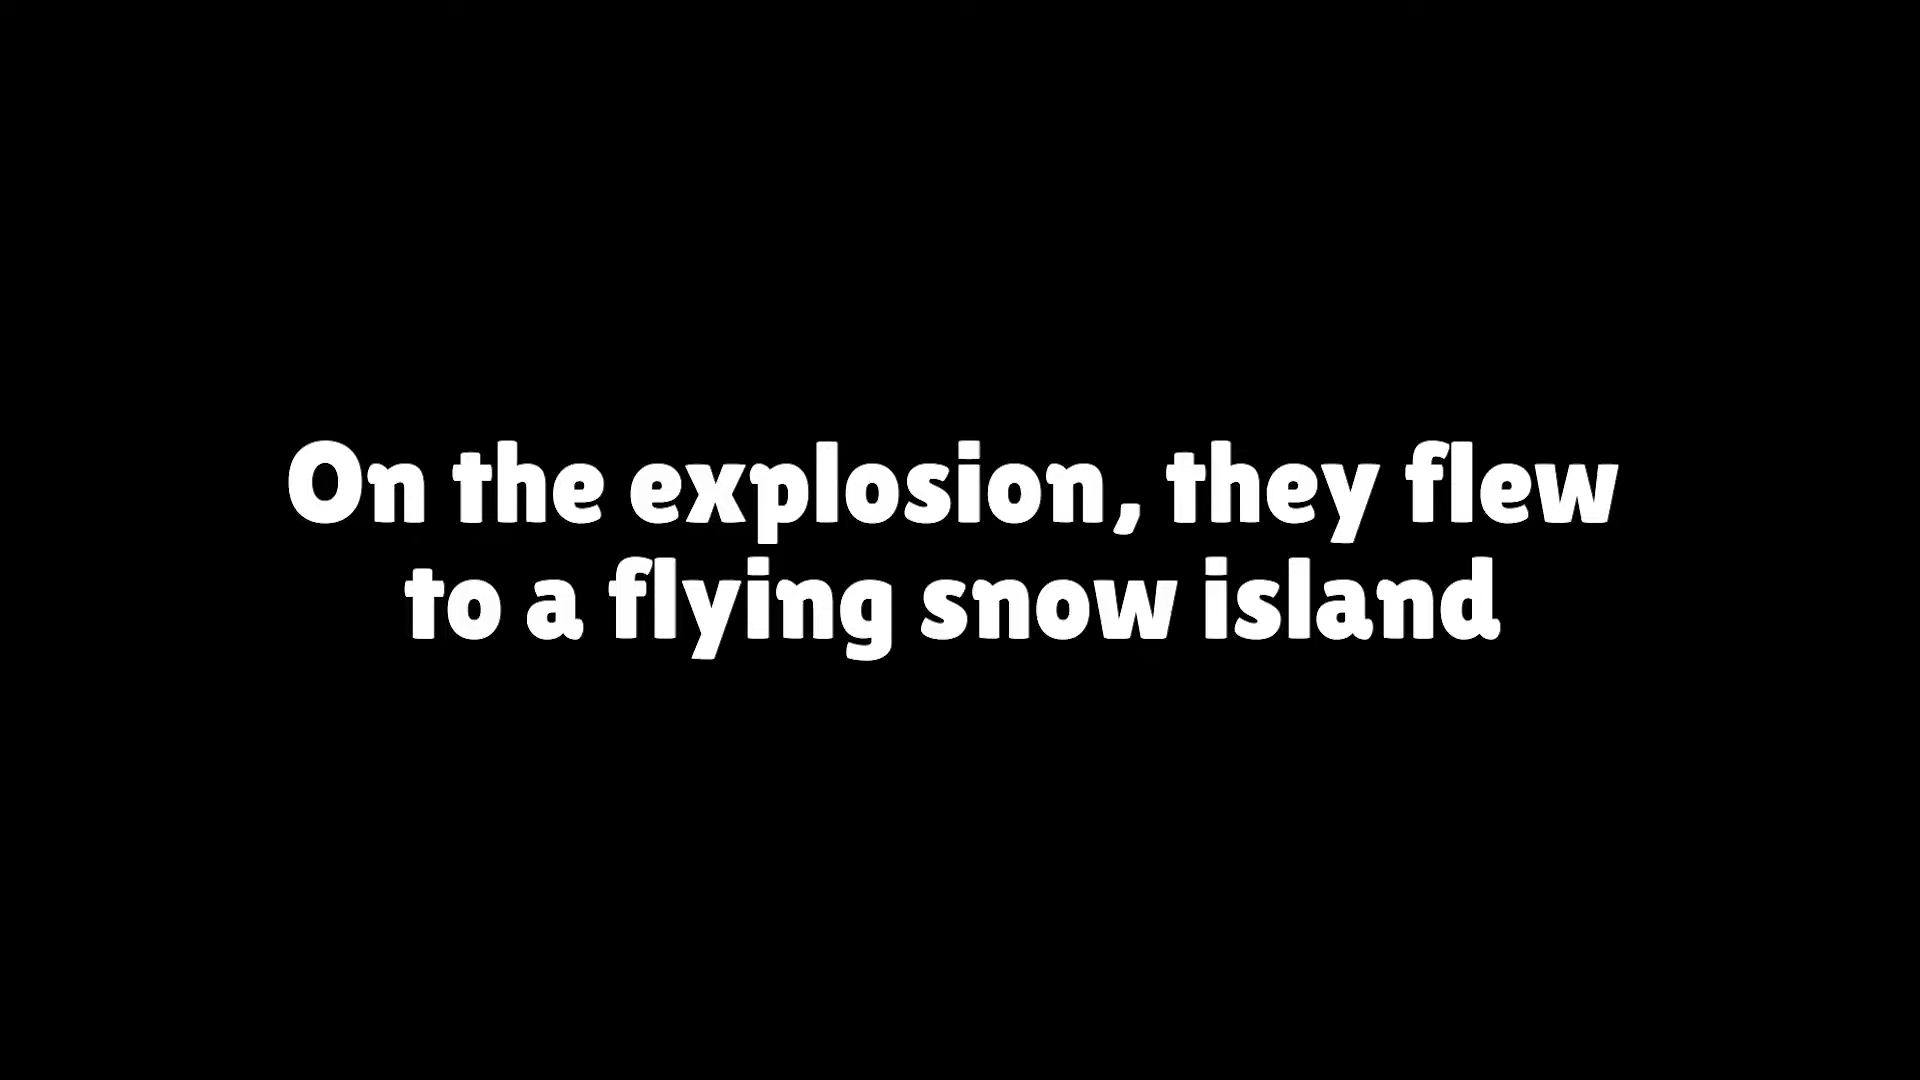 On the explosion, they flew
to a flying snow island